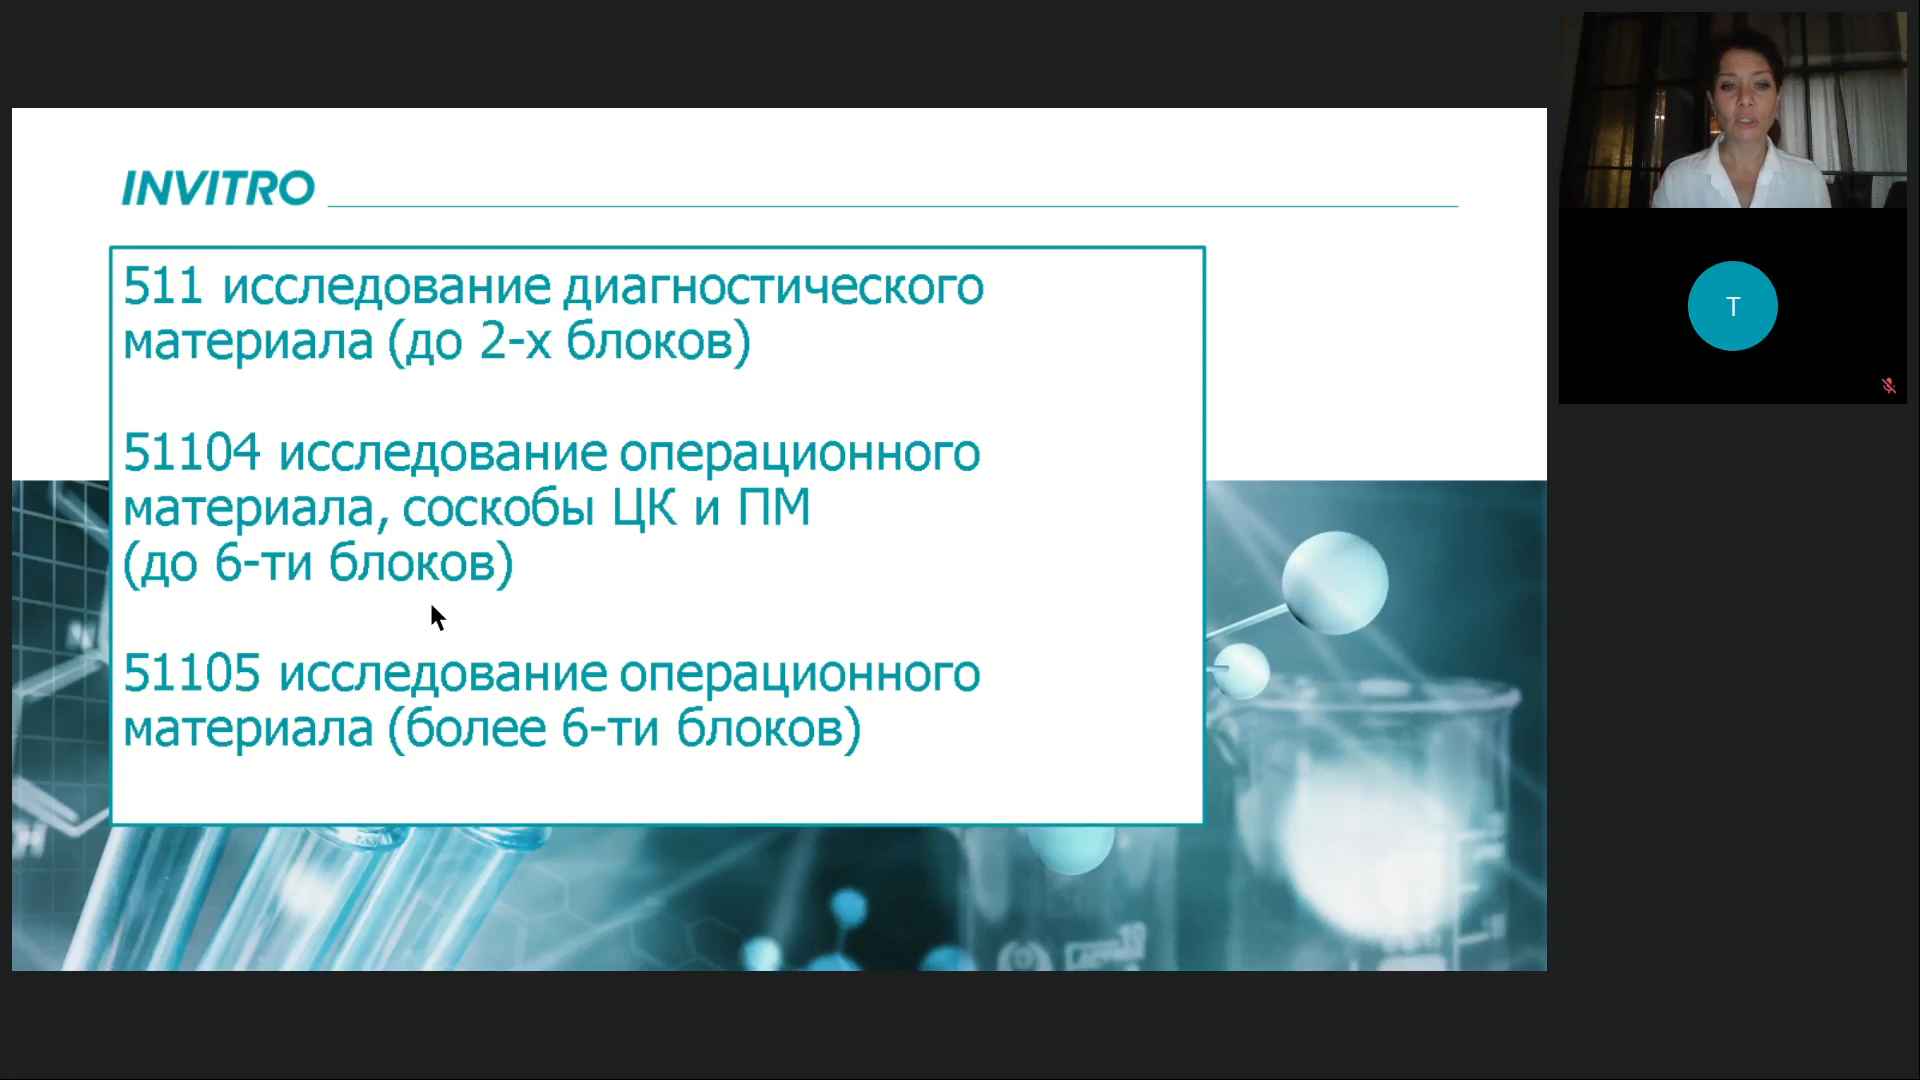 INVITRO
511 исследование диагностического
материала (до 2-х блоков)
51104 исследование операционного
материала, соскобы ЦК и ПМ
(до 6-ти блоков)
51105 исследование операционного
материала (более 6-ти блоков)
T